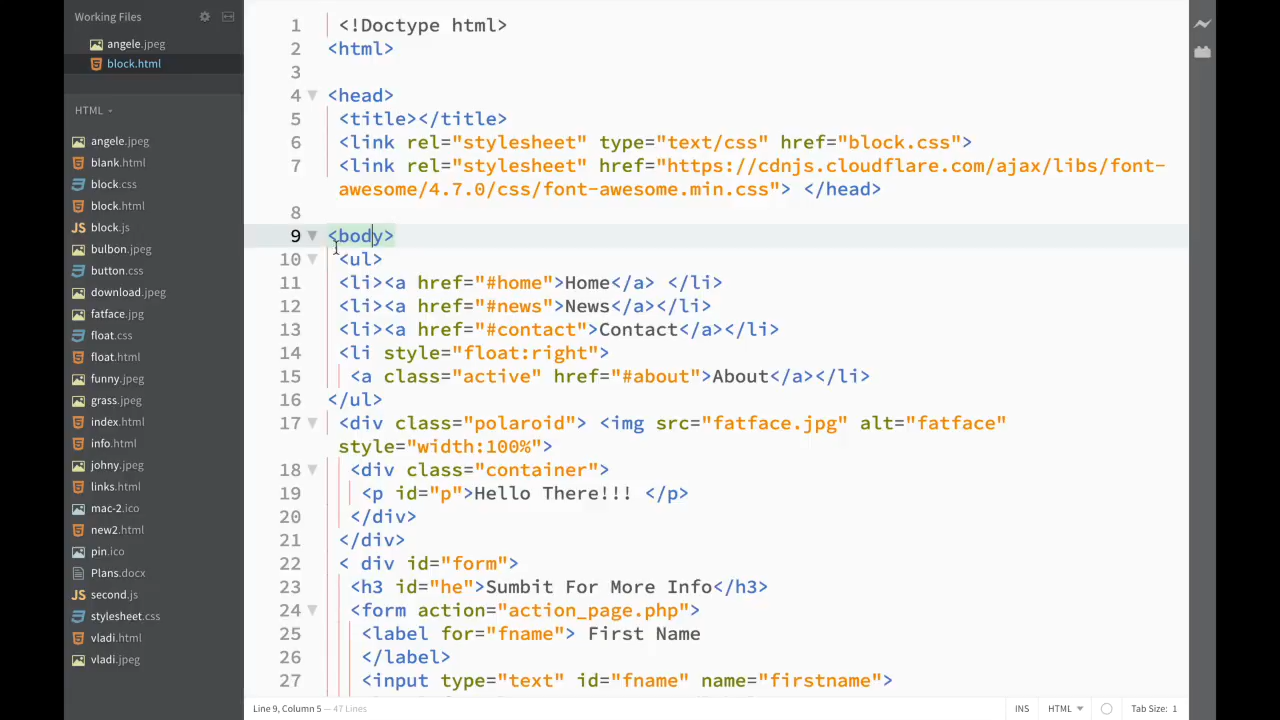 Working Files
angele.jpeg
block.html
HTML
angele.jpeg
blank.html
block.css
block.html
JS block.js
bulbon.jpeg
button.css
download.jpeg
fatface.jpg
float.css
float.html
funny.jpeg
grass.jpeg
index.html
info.html
johny.jpeg
links.html
mac-2.ico
new2.html
pin.ico
Plans.docx
JS second.js
stylesheet.css
vladi.html
vladi.jpeg
1 <!Doctype html>
2 <html>
3
4 <head>
5 <title></title>
6 <link rel="stylesheet" type="text/css" href="block.css">
7 <link rel="stylesheet" href="https://cdnjs.cloudflare.com/ajax/libs/font-
awesome/4.7.0/css/font-awesome.min.css"> </head>
8
9 <body>
10 <ul>
11 <li><a href="#home">Home</a> </li>
12 <li><a href="#news">News</a></li>
13 <li><a href="#contact">Contact</a></li>
14 <li style="float:right">
15 <a class="active" href="#about">About</a></li>
16 </ul>
17 <div class="polaroid"> <img src="fatface.jpg" alt="fatface"
style="width:100%">
18 <div class="container">
19 <p id="p">Hello There!!! </p>
20 </div>
21 </div>
22 < div id="form">
23 <h3 id="he">Sumbit For More Info</h3>
24 <form action="action_page.php">
25 <label for="fname"> First Name
26 </label>
27 <input type="text" id="fname" name="firstname">
Line 9, Column 5 — 47 Lines
INS HTML Tab Size: 1